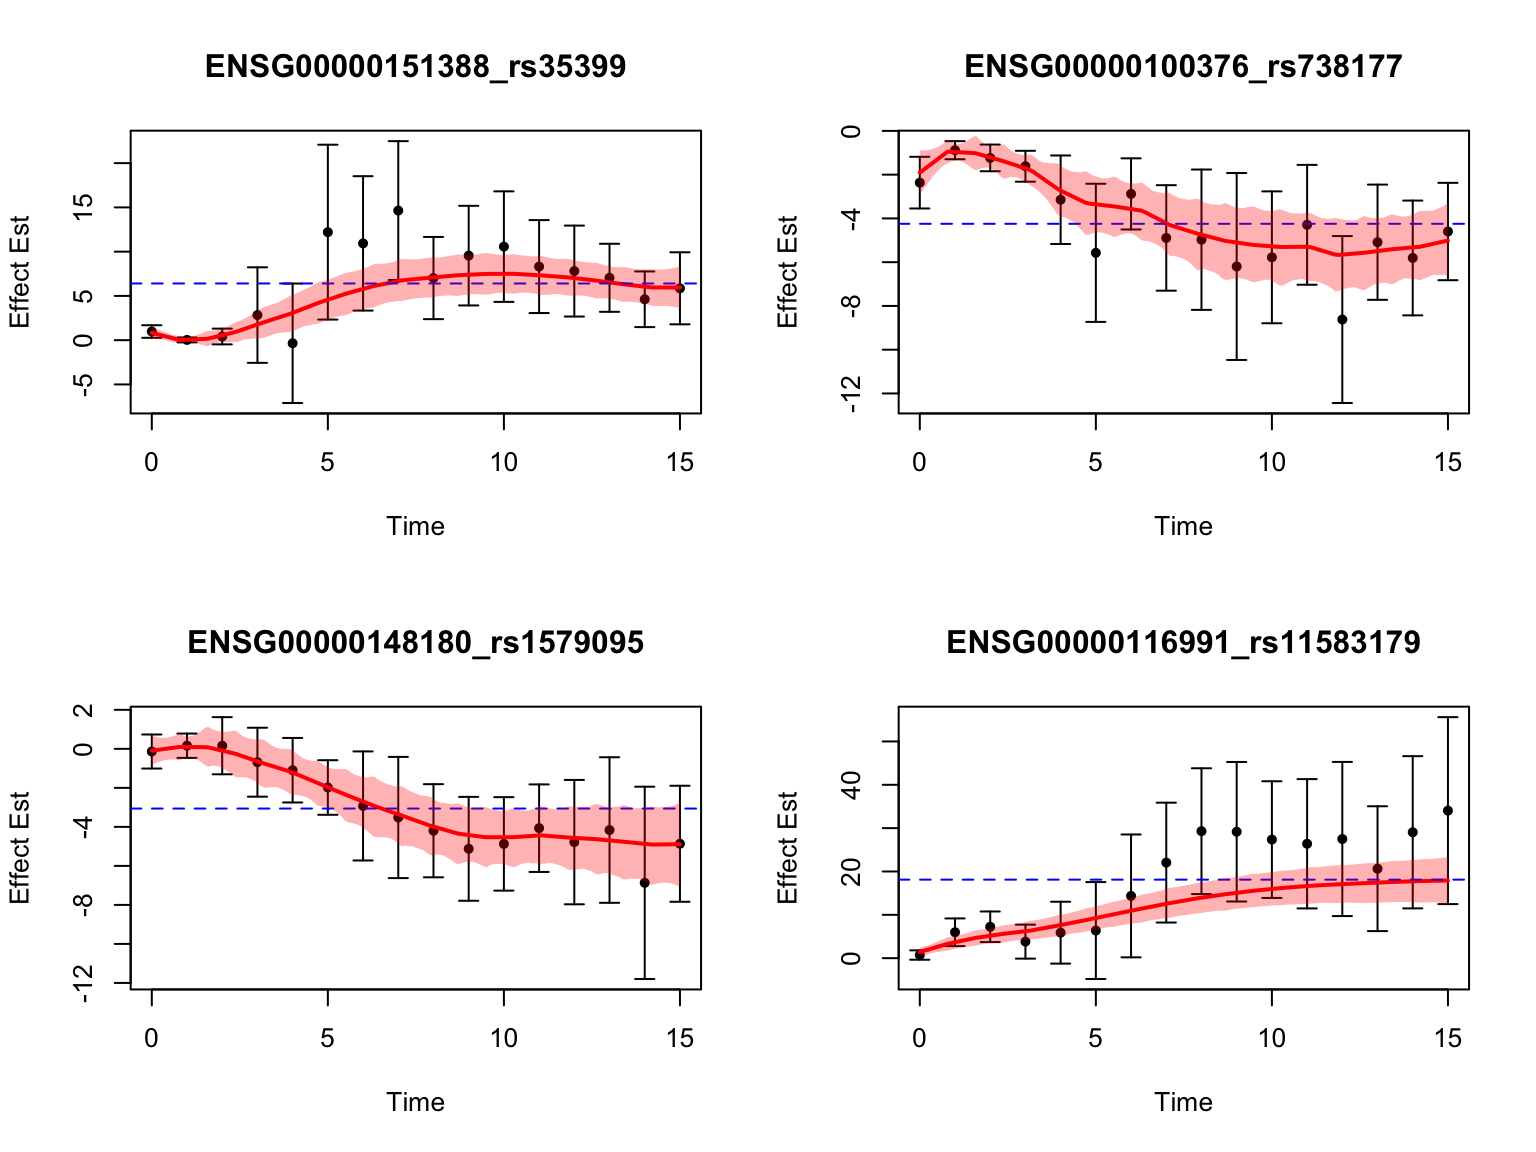 ENSG00000151388_rs35399
Effect Est
15
5
0
-5
0 5 10 15
Time
ENSG00000100376_rs738177
Effect Est
0
-4
-8
-12
0 5 10 15
Time
ENSG00000148180_rs1579095
Effect Est
2
0
-4
-8
-12
0 5 10 15
Time
ENSG00000116991_rs11583179
Effect Est
40
20
0
0 5 10 15
Time